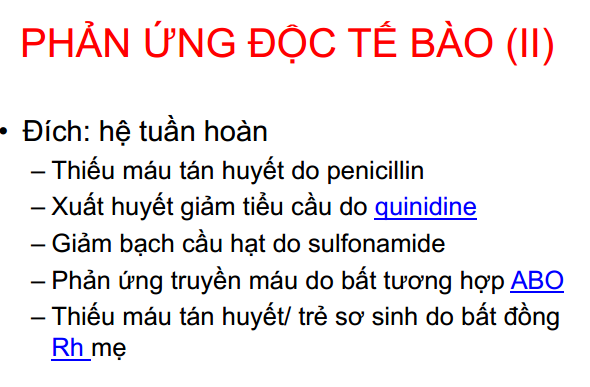 PHẢN ỨNG ĐỘC TẾ BÀO (II)
• Đích: hệ tuần hoàn
– Thiếu máu tán huyết do penicillin
– Xuất huyết giảm tiểu cầu do quinidine
– Giảm bạch cầu hạt do sulfonamide
– Phản ứng truyền máu do bất tương hợp ABO
– Thiếu máu tán huyết/ trẻ sơ sinh do bất đồng
Rh mẹ